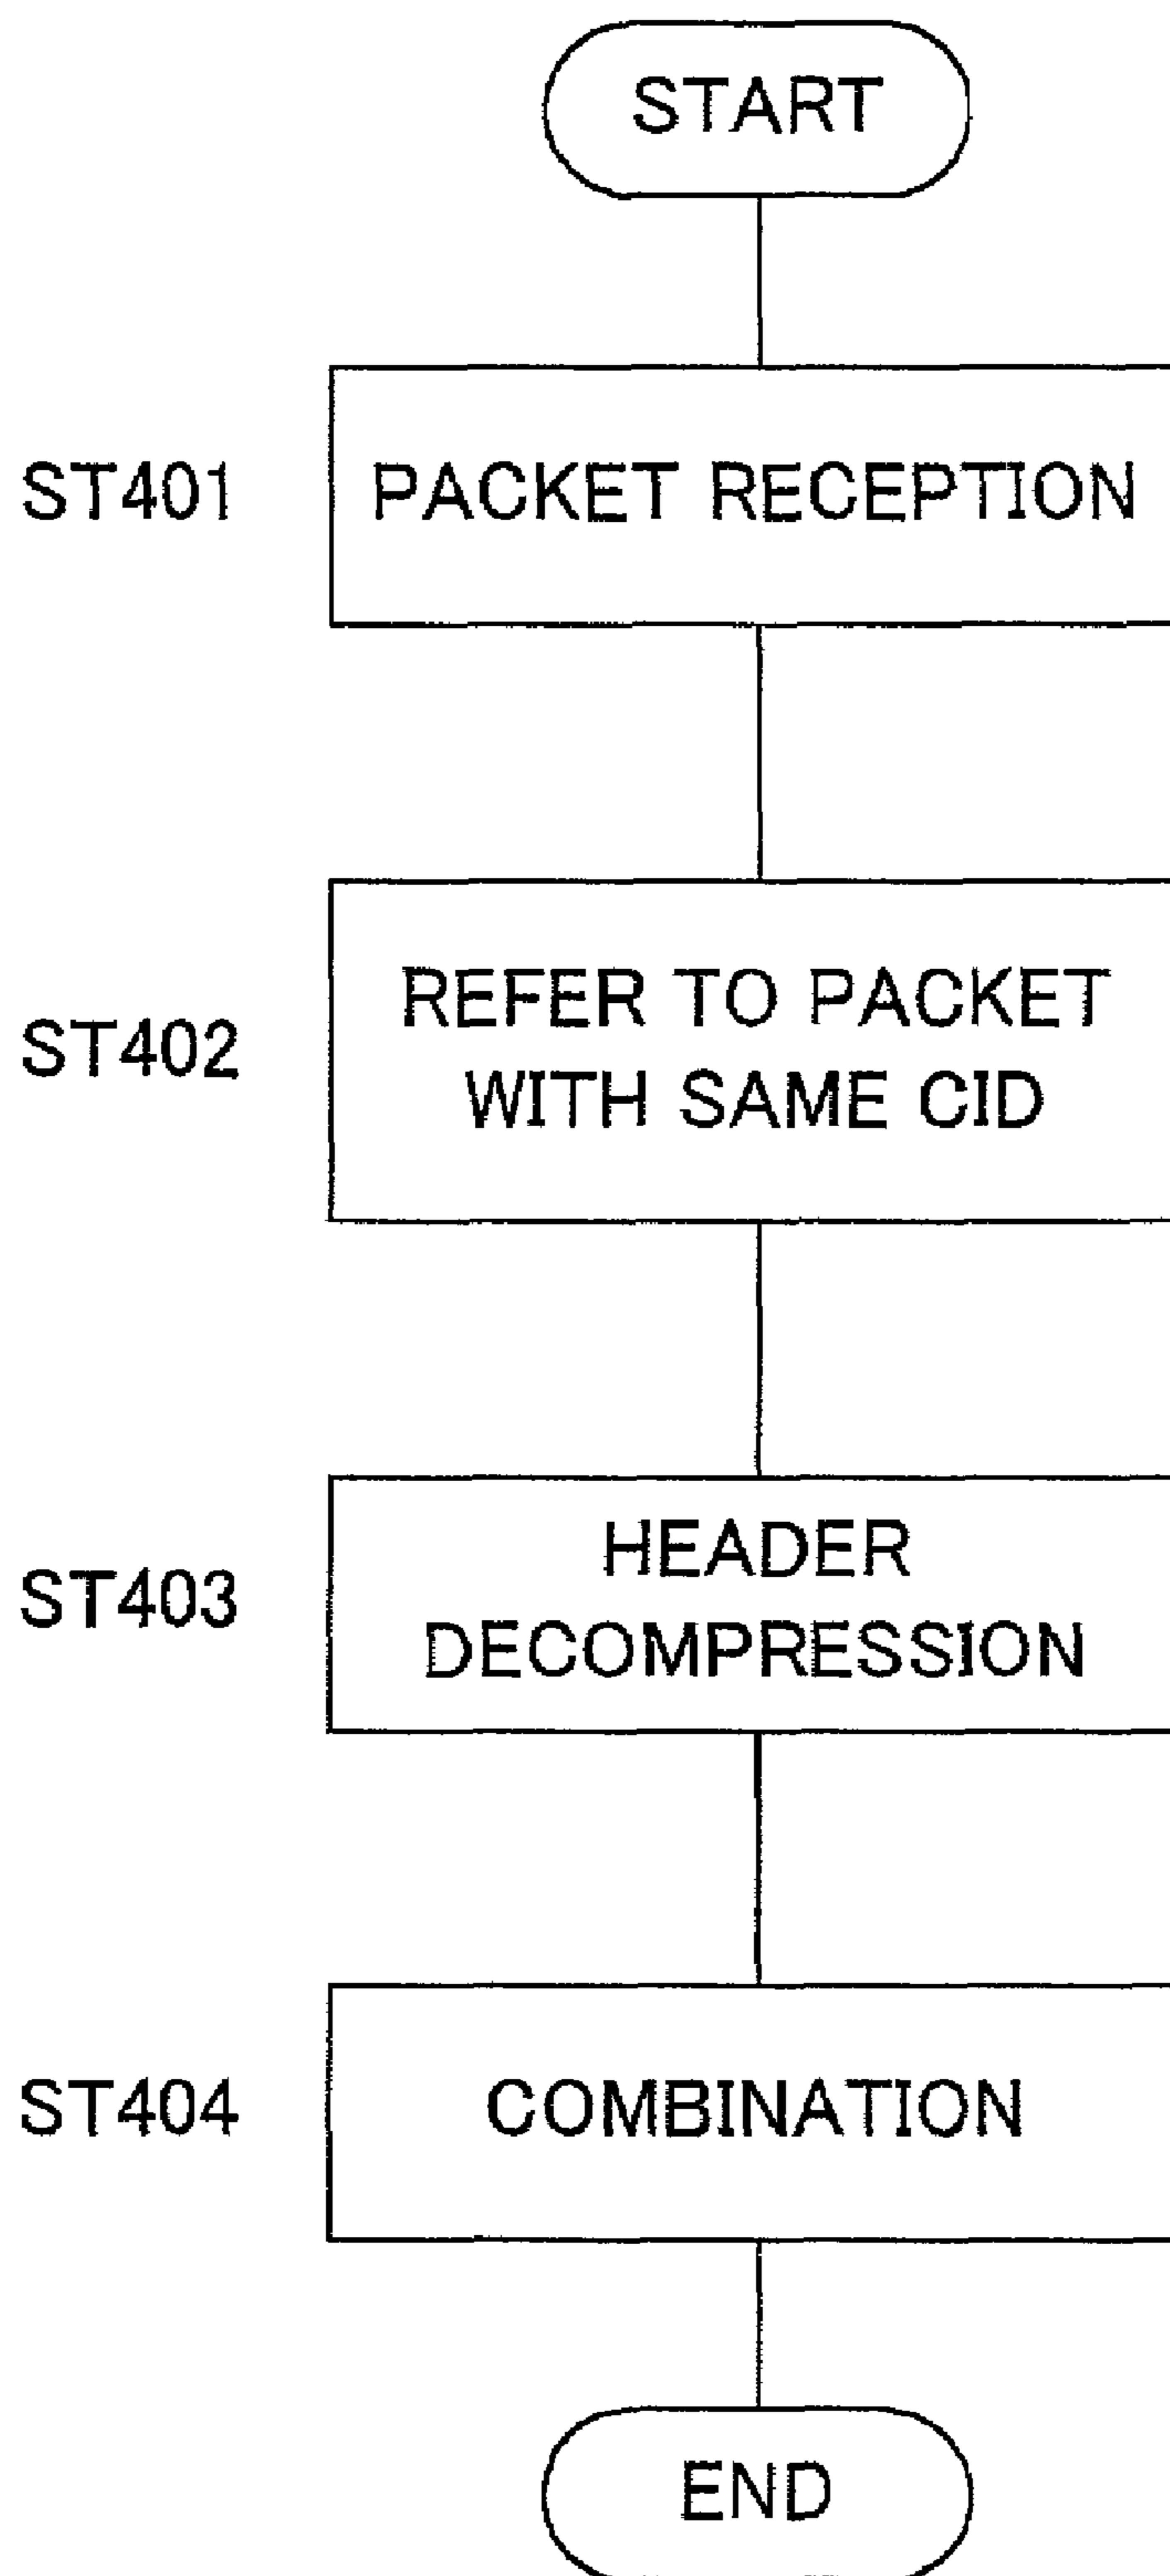 START
ST401
PACKET RECEPTION
ST402
REFER TO PACKET
WITH SAME CID
ST403
HEADER
DECOMPRESSION
ST404
COMBINATION
END